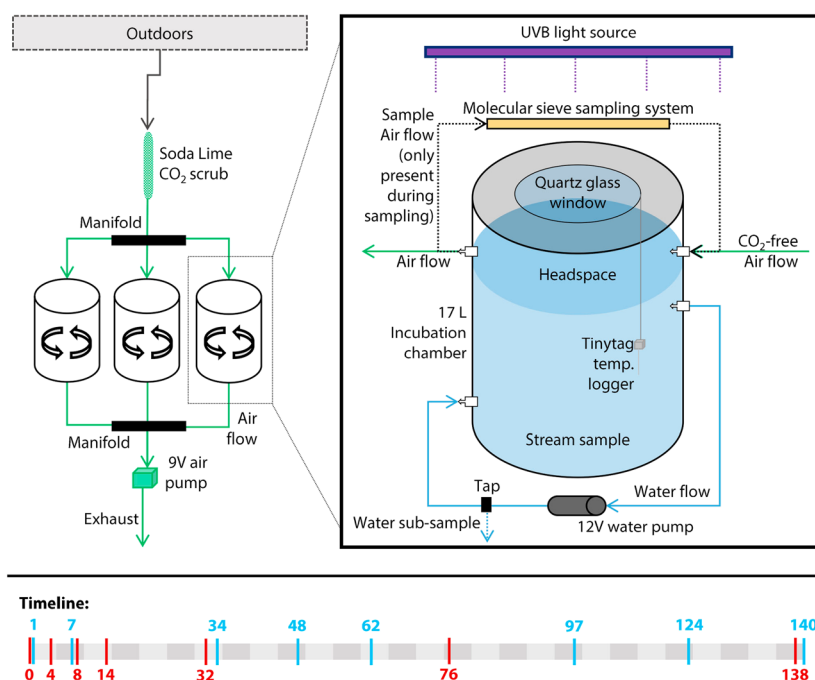 Outdoors
Soda Lime
CO₂ scrub
Manifold
Manifold
Air
flow
9V air
pump
Exhaust
UVB light source
Molecular sieve sampling system
Sample
Air flow
(only
present
during
sampling)
Quartz glass
window
Air flow
CO₂-free
Air flow
Headspace
17 L
Incubation
chamber
Tinytag
temp.
logger
Stream sample
Tap
Water flow
Water sub-sample
12V water pump
Timeline:
1 7 34 48 62 97 124 140
0 4 8 14 32 76 138